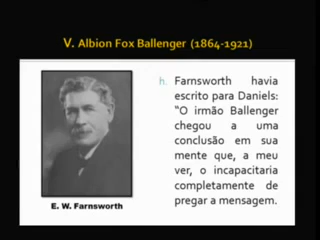 V. Albion Fox Ballenger (1864-1921)
h. Farnsworth havia
escrito para Daniels:
“O irmão Ballenger
chegou a uma
conclusão em sua
mente que, a meu
ver, o incapacitaria
completamente de
pregar a mensagem.
E. W. Farnsworth